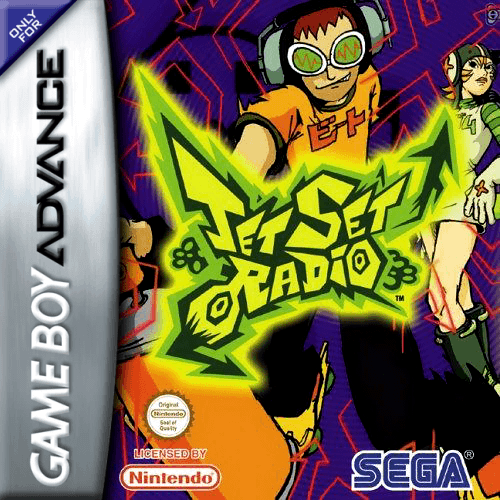 ONLY
FOR
GAME BOY ADVANCE
ビート
4
JET SET
RADIO
™
Original
Nintendo
Seal of
Quality
LICENSED BY
Nintendo
SEGA®